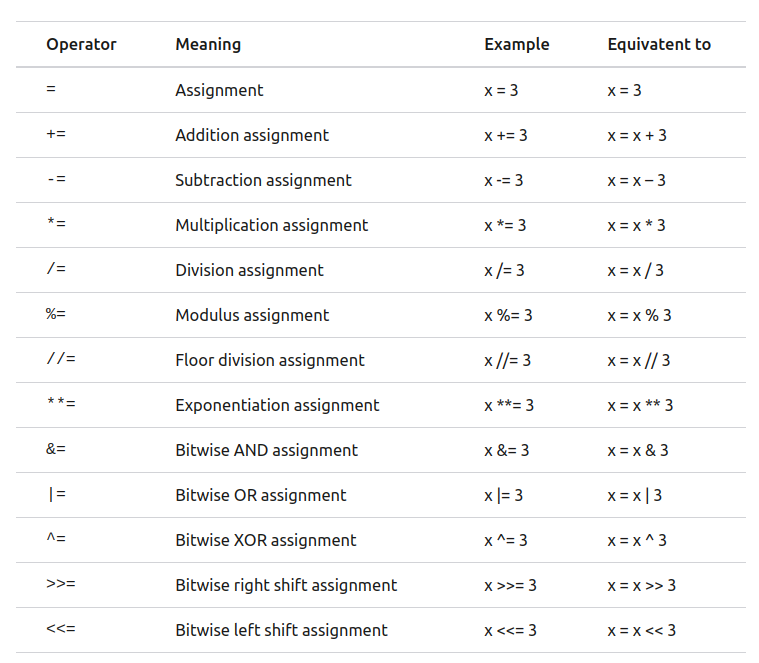 Operator Meaning Example Equivatent to
= Assignment x = 3 x = 3
+= Addition assignment x += 3 x = x + 3
-= Subtraction assignment x -= 3 x = x – 3
*= Multiplication assignment x *= 3 x = x * 3
/= Division assignment x /= 3 x = x / 3
%= Modulus assignment x %= 3 x = x % 3
//= Floor division assignment x //= 3 x = x // 3
**= Exponentiation assignment x **= 3 x = x ** 3
&= Bitwise AND assignment x &= 3 x = x & 3
|= Bitwise OR assignment x |= 3 x = x | 3
^= Bitwise XOR assignment x ^= 3 x = x ^ 3
>>= Bitwise right shift assignment x >>= 3 x = x >> 3
<<= Bitwise left shift assignment x <<= 3 x = x << 3